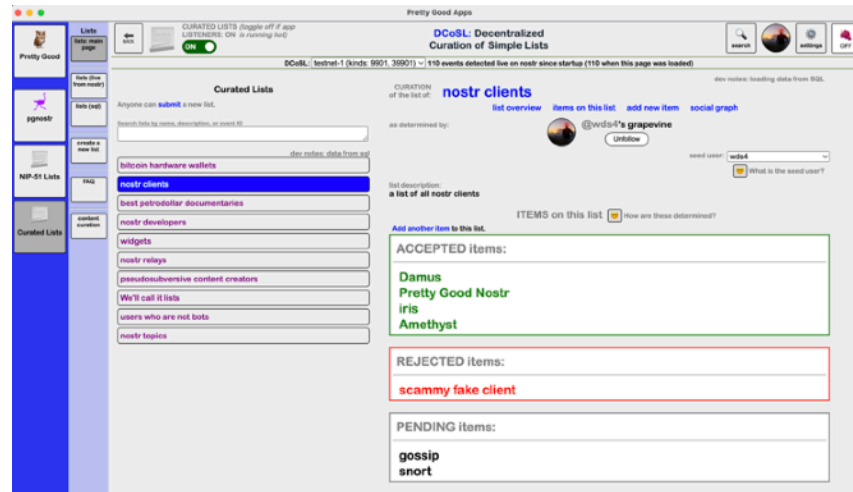 Pretty Good Apps
Pretty Good
pgnostr
NIP-51 Lists
Curated Lists
Lists
lists: main page
lists (live from nostr)
lists (sql)
create a new list
FAQ
content curation
BACK
CURATED LISTS (toggle off if app
LISTENERS: ON is running hot)
ON
DCoSL: Decentralized
Curation of Simple Lists
search
settings
OFF
DCoSL: testnet-1 (kinds: 9901, 39901) 110 events detected live on nostr since startup (110 when this page was loaded)
Curated Lists
Anyone can submit a new list.
Search lists by name, description, or event ID
dev notes: data from sql
bitcoin hardware wallets
nostr clients
best petrodollar documentaries
nostr developers
widgets
nostr relays
pseudosubversive content creators
We'll call it lists
users who are not bots
nostr topics
dev notes: loading data from SQL
CURATION
of the list of: nostr clients
list overview items on this list add new item social graph
as determined by: @wds4's grapevine
Unfollow
seed user: wds4
What is the seed user?
list description:
a list of all nostr clients
ITEMS on this list How are these determined?
Add another item to this list.
ACCEPTED items:
Damus
Pretty Good Nostr
iris
Amethyst
REJECTED items:
scammy fake client
PENDING items:
gossip
snort